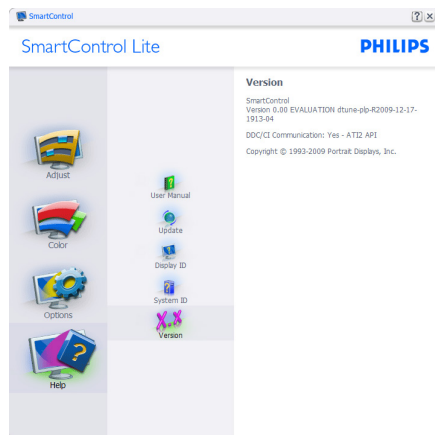 SmartControl
SmartControl Lite
PHILIPS
Adjust
Color
Options
Help
User Manual
Update
Display ID
System ID
X.X
Version
Version
SmartControl
Version 0.00 EVALUATION dtune-plp-R2009-12-17-
1913-04
DDC/CI Communication: Yes - ATI2 API
Copyright © 1993-2009 Portrait Displays, Inc.